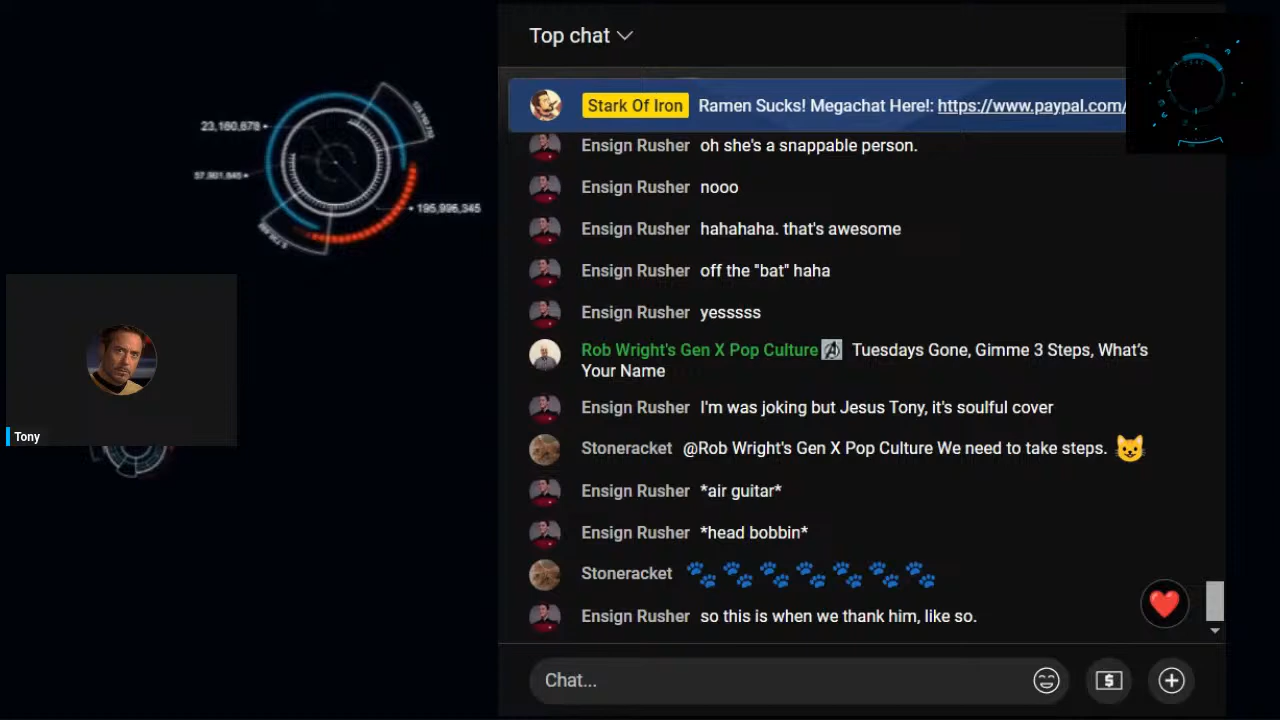 Top chat
Stark Of Iron Ramen Sucks! Megachat Here!: https://www.paypal.com/
Ensign Rusher oh she's a snappable person.
Ensign Rusher nooo
Ensign Rusher hahahaha. that's awesome
Ensign Rusher off the "bat" haha
Ensign Rusher yesssss
Rob Wright's Gen X Pop Culture Tuesdays Gone, Gimme 3 Steps, What's
Your Name
Ensign Rusher I'm was joking but Jesus Tony, it's soulful cover
Stoneracket @Rob Wright's Gen X Pop Culture We need to take steps. 😺
Ensign Rusher *air guitar*
Ensign Rusher *head bobbin*
Stoneracket 🐾 🐾 🐾 🐾 🐾 🐾 🐾
Ensign Rusher so this is when we thank him, like so.
Chat...
23,160,678
195,996,345
Tony